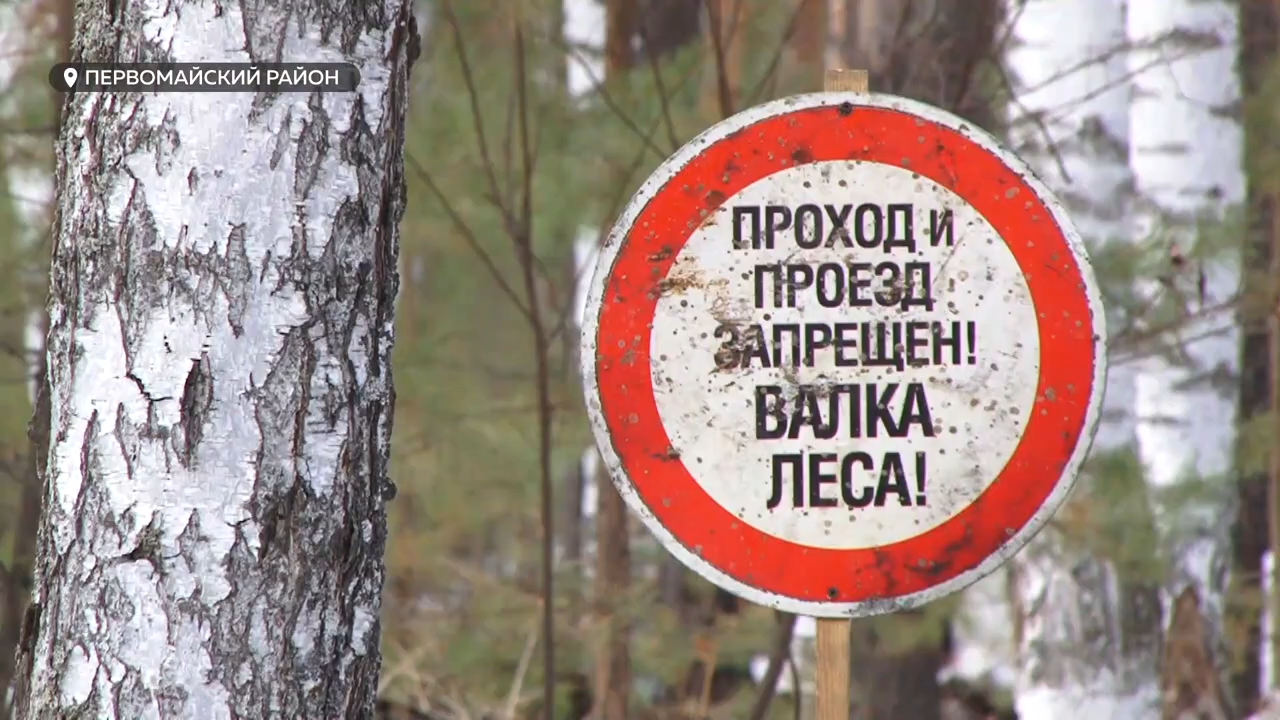 ПЕРВОМАЙСКИЙ РАЙОН
ПРОХОД и
ПРОЕЗД
ЗАПРЕЩЕН!
ВАЛКА
ЛЕСА!